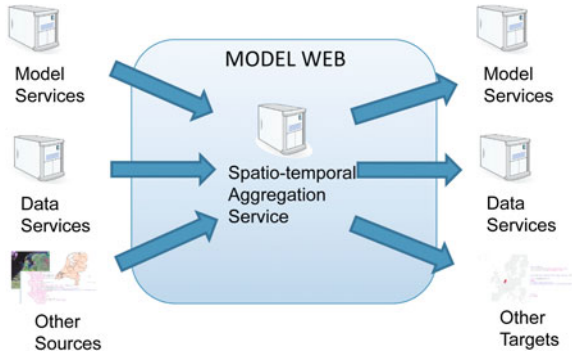 MODEL WEB
Model
Services
Data
Services
Other
Sources
Spatio-temporal
Aggregation
Service
Model
Services
Data
Services
Other
Targets